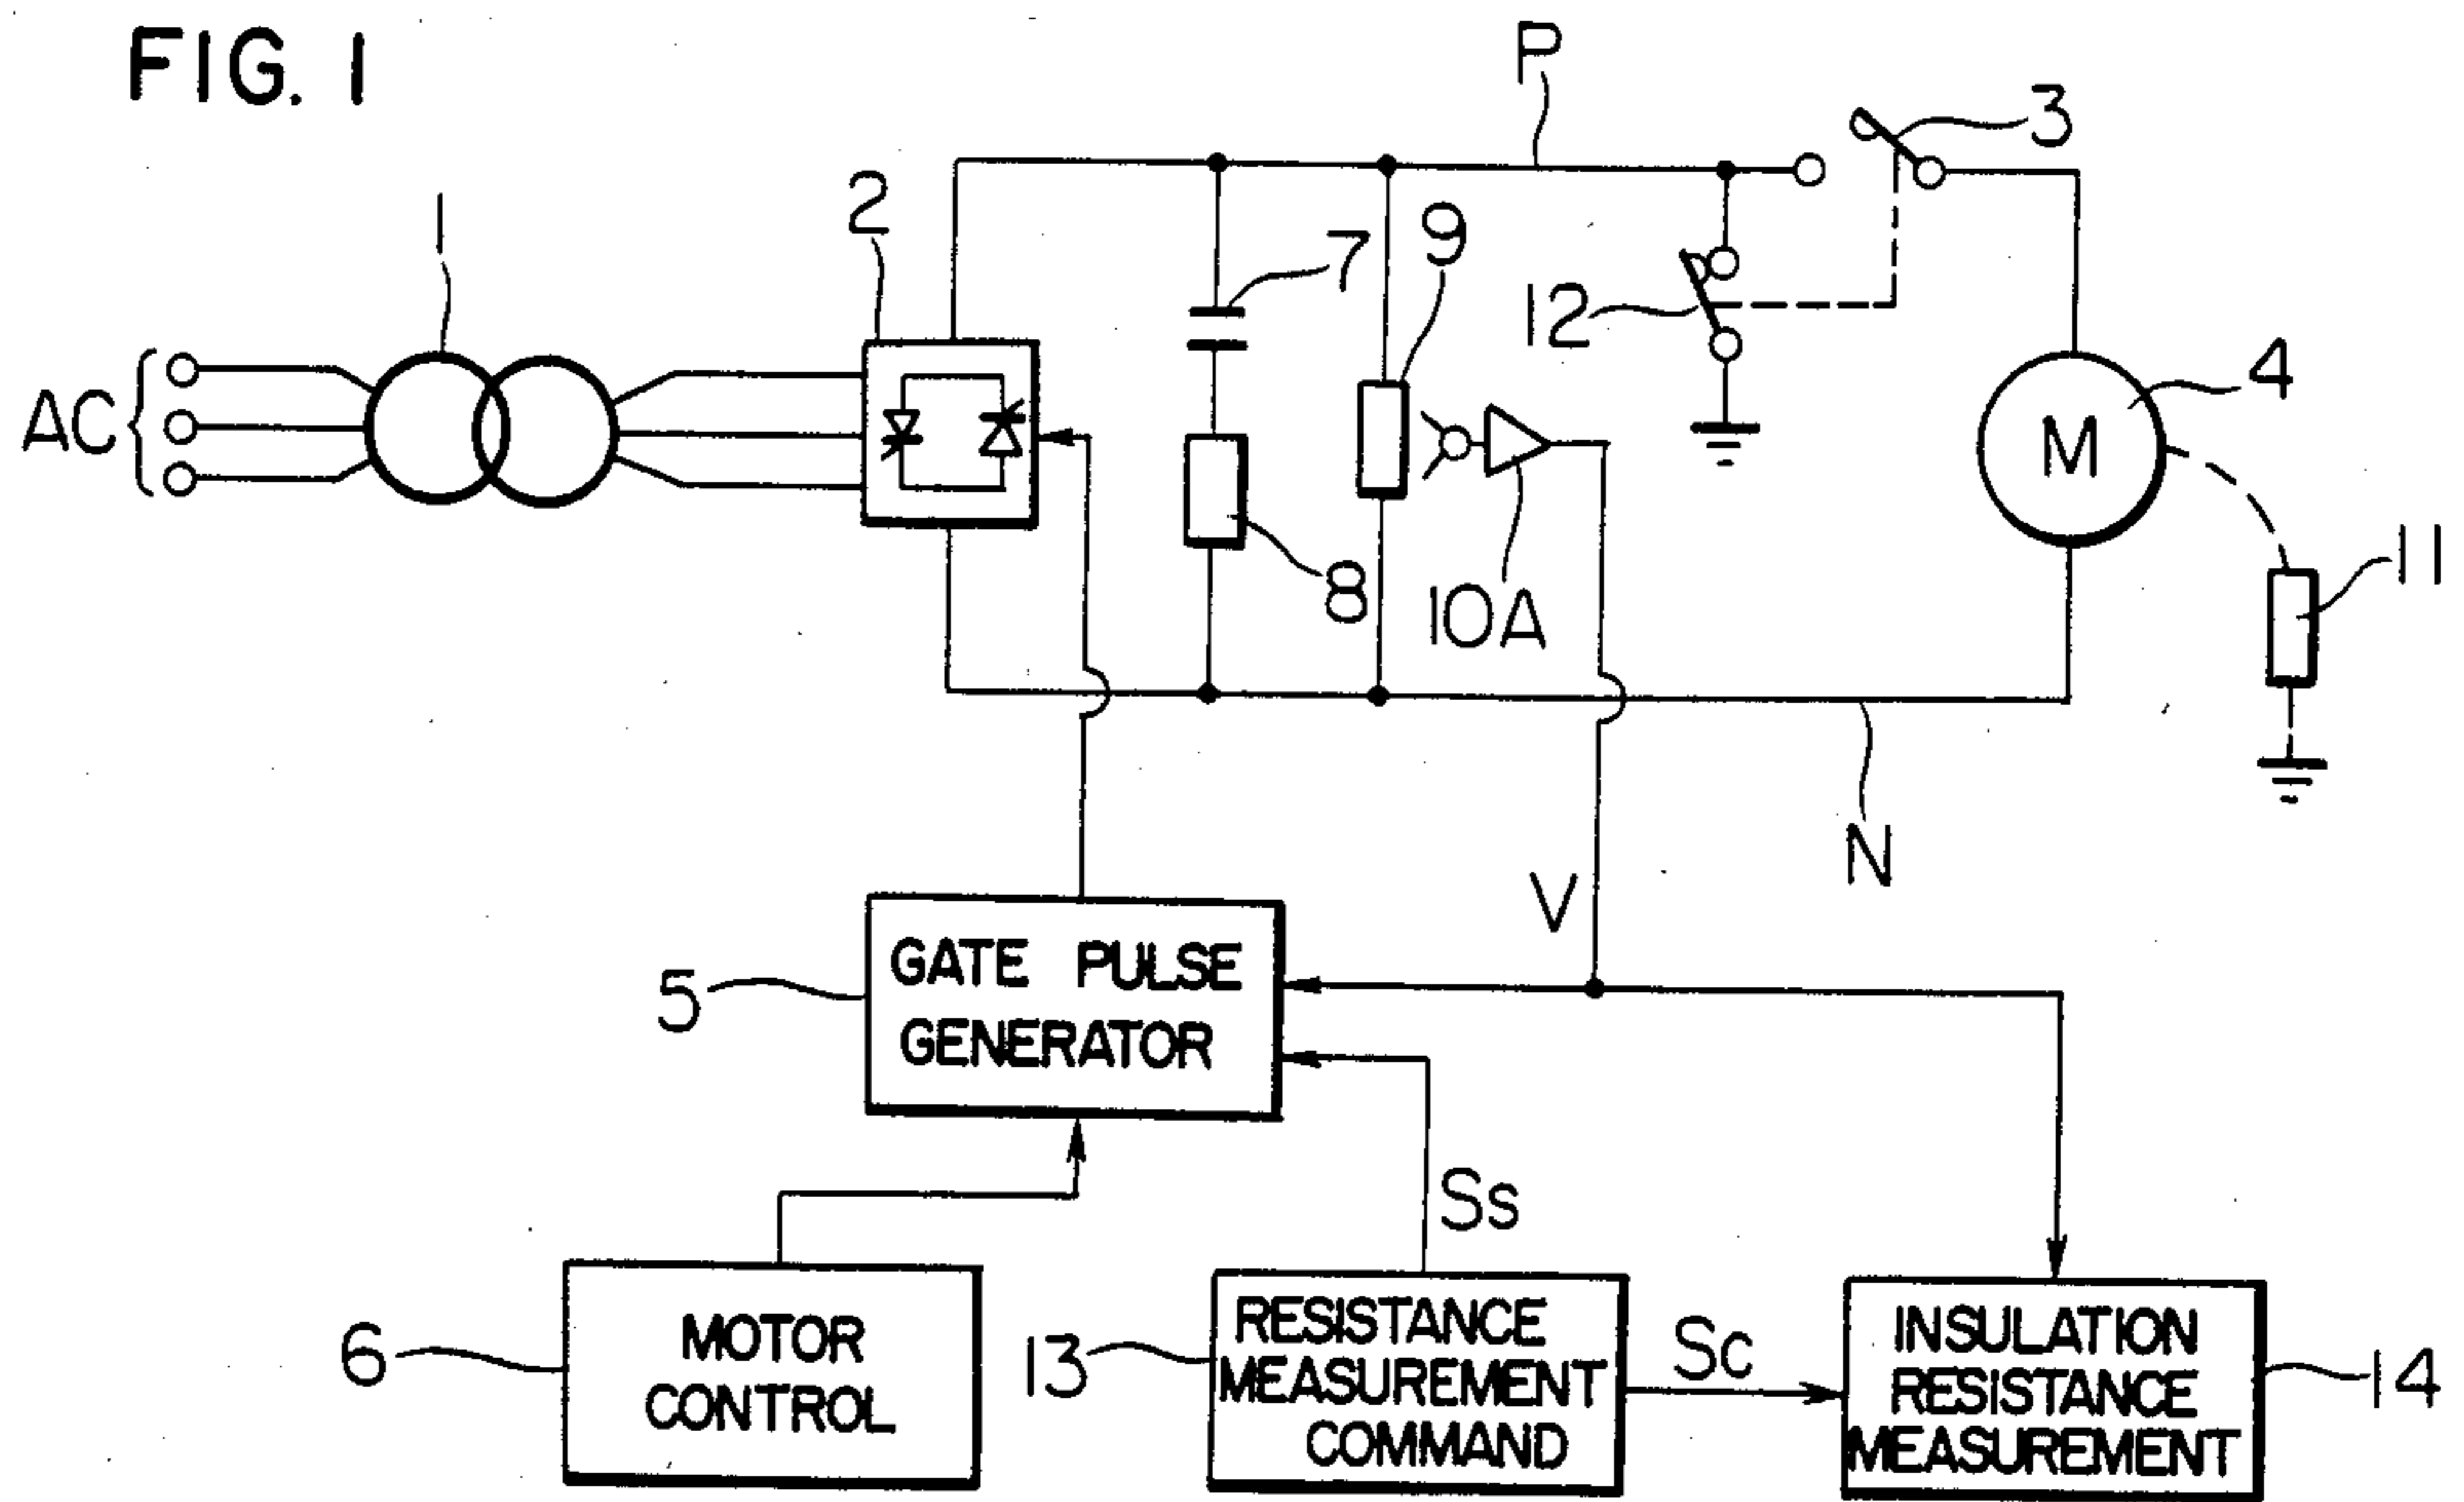 FIG. 1
P
3
1
2
7
9
12
AC
4
M
8
10A
11
N
V
5
GATE PULSE
GENERATOR
Ss
6
MOTOR
CONTROL
13
RESISTANCE
MEASUREMENT
COMMAND
Sc
INSULATION
RESISTANCE
MEASUREMENT
14